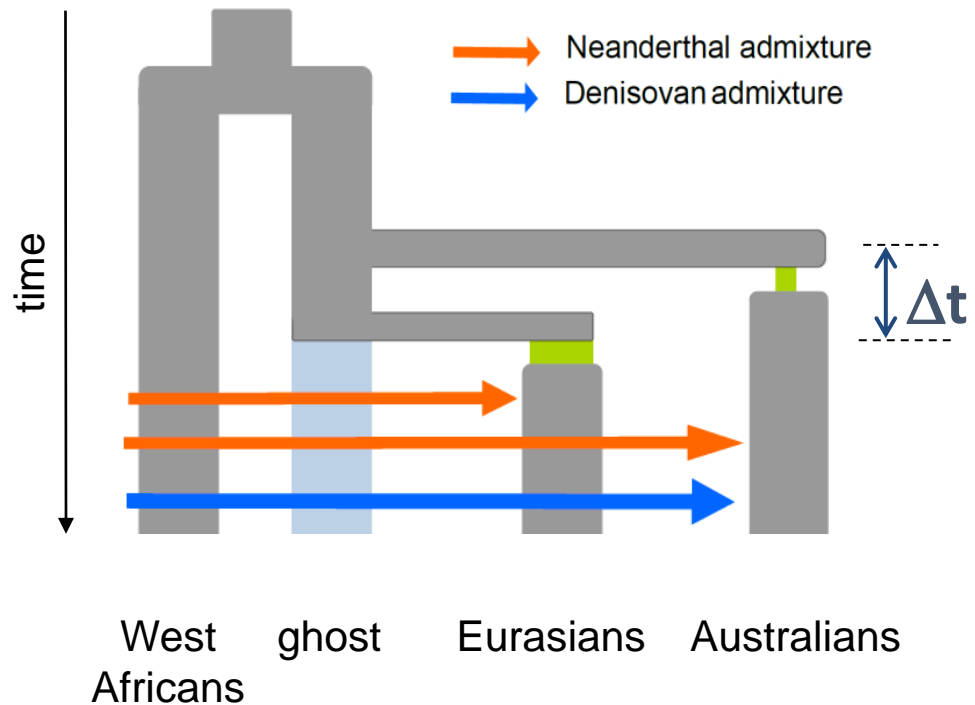 Neanderthal admixture
Denisovan admixture
time
Δt
West Africans
ghost
Eurasians
Australians